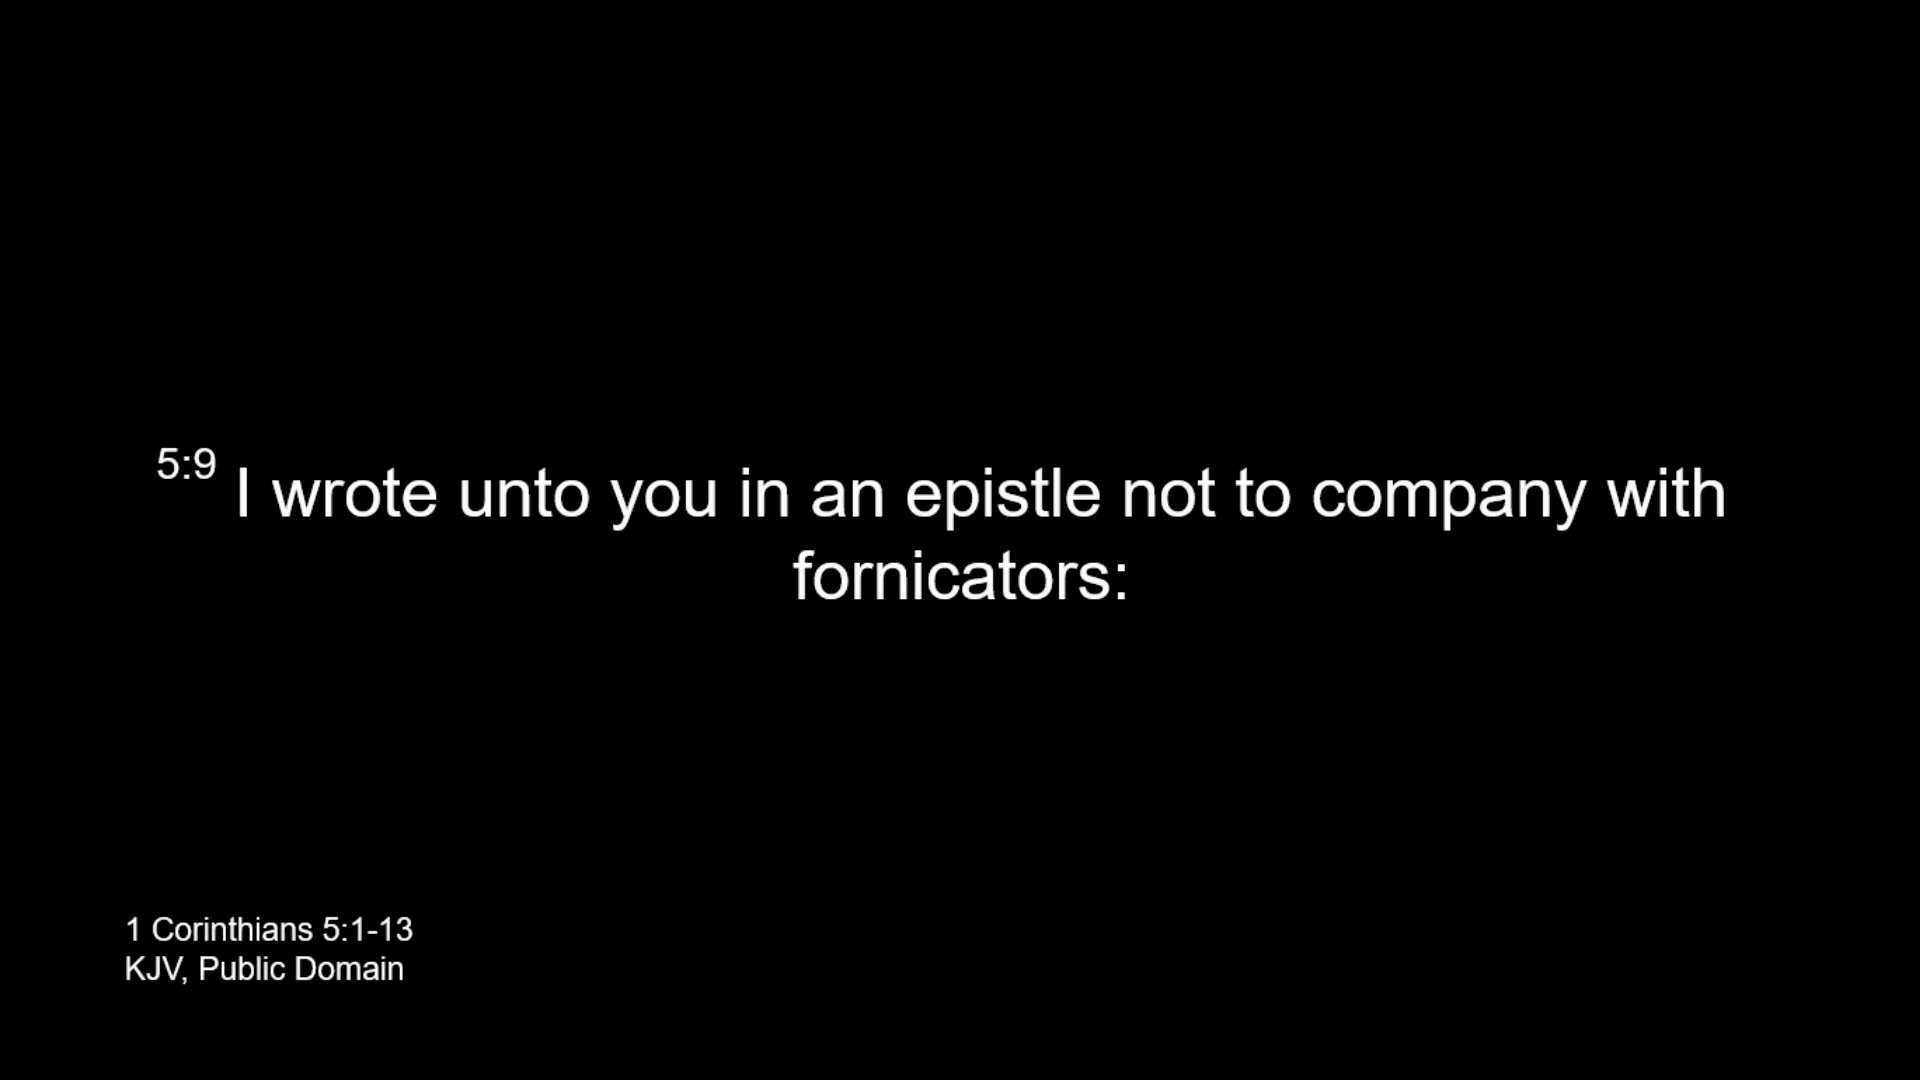 5:9 I wrote unto you in an epistle not to company with
fornicators:
1 Corinthians 5:1-13
KJV, Public Domain